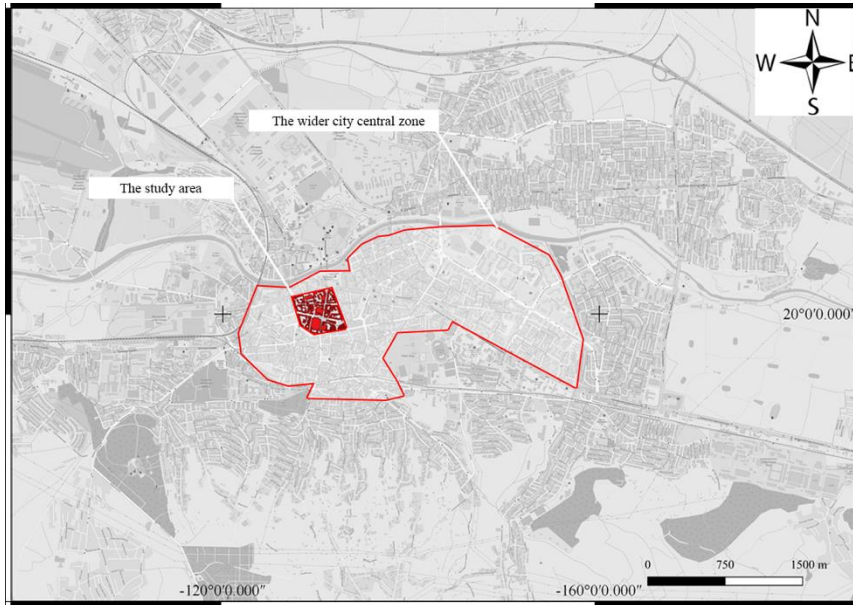 N
W E
S
The wider city central zone
The study area
20°0'0.000"
-120°0'0.000"
-160°0'0.000"
0 750 1500 m